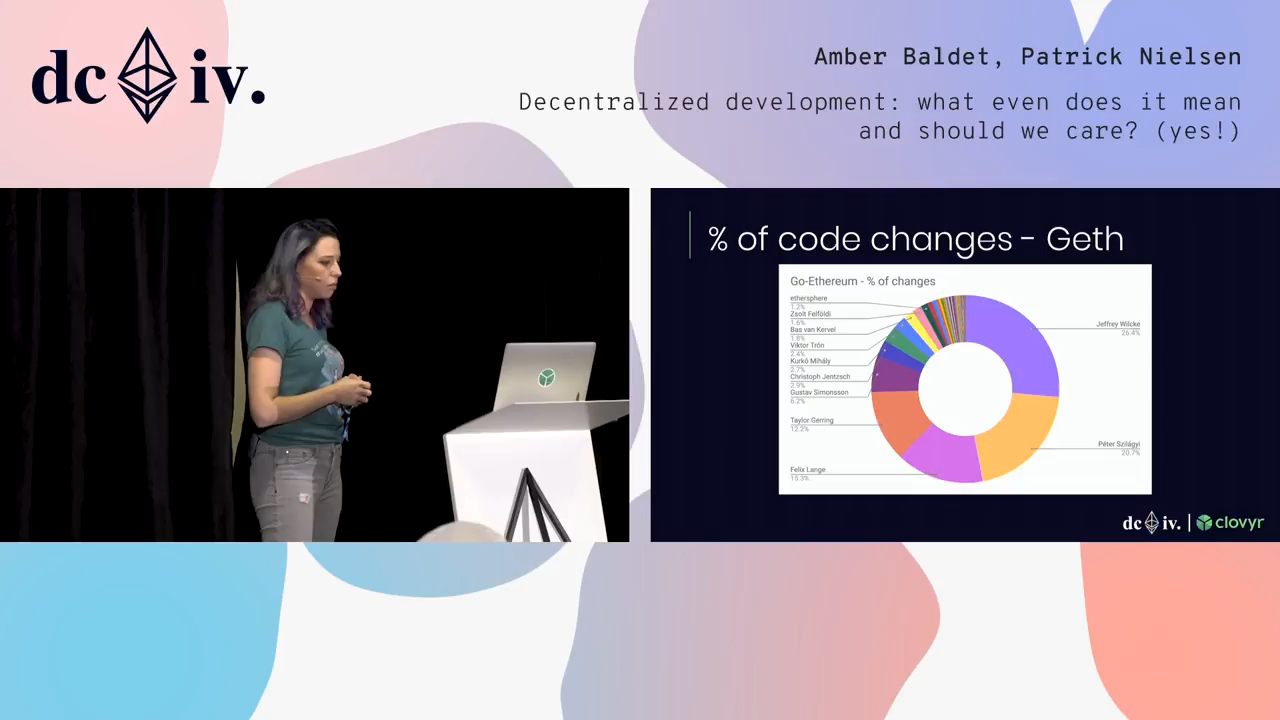 dc iv.
Amber Baldet, Patrick Nielsen
Decentralized development: what even does it mean
and should we care? (yes!)
% of code changes - Geth
Go-Ethereum - % of changes
ethersphere
1.2%
Zsolt Felföldi
1.6%
Bas van Kervel
1.8%
Viktor Trón
2.4%
Kurkó Mihály
2.7%
Christoph Jentzsch
2.9%
Gustav Simonsson
6.2%
Taylor Gerring
12.2%
Felix Lange
15.3%
Jeffrey Wilcke
26.4%
Péter Szilágyi
20.7%
dc iv. | clovyr